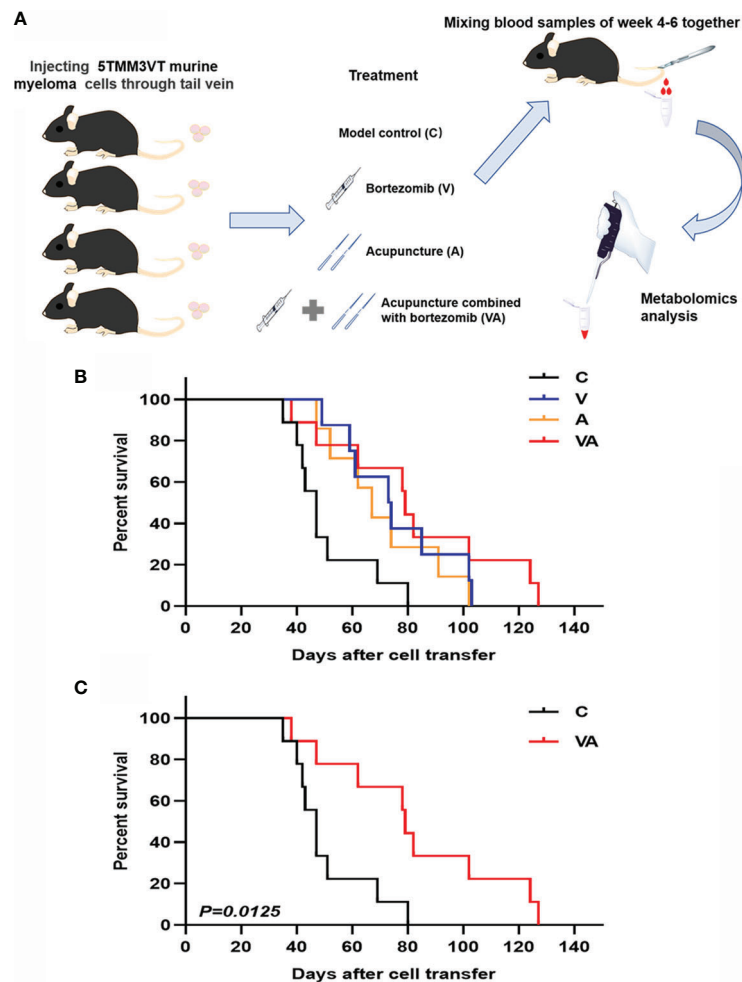 A
Mixing blood samples of week 4-6 together
Injecting 5TMM3VT murine
myeloma cells through tail vein
Treatment
Model control (C)
Bortezomib (V)
Acupuncture (A)
Acupuncture combined
with bortezomib (VA)
Metabolomics
analysis
B
C
V
A
VA
Percent survival
100
80
60
40
20
0
0 20 40 60 80 100 120 140
Days after cell transfer
C
C
VA
Percent survival
100
80
60
40
20
0
P=0.0125
0 20 40 60 80 100 120 140
Days after cell transfer